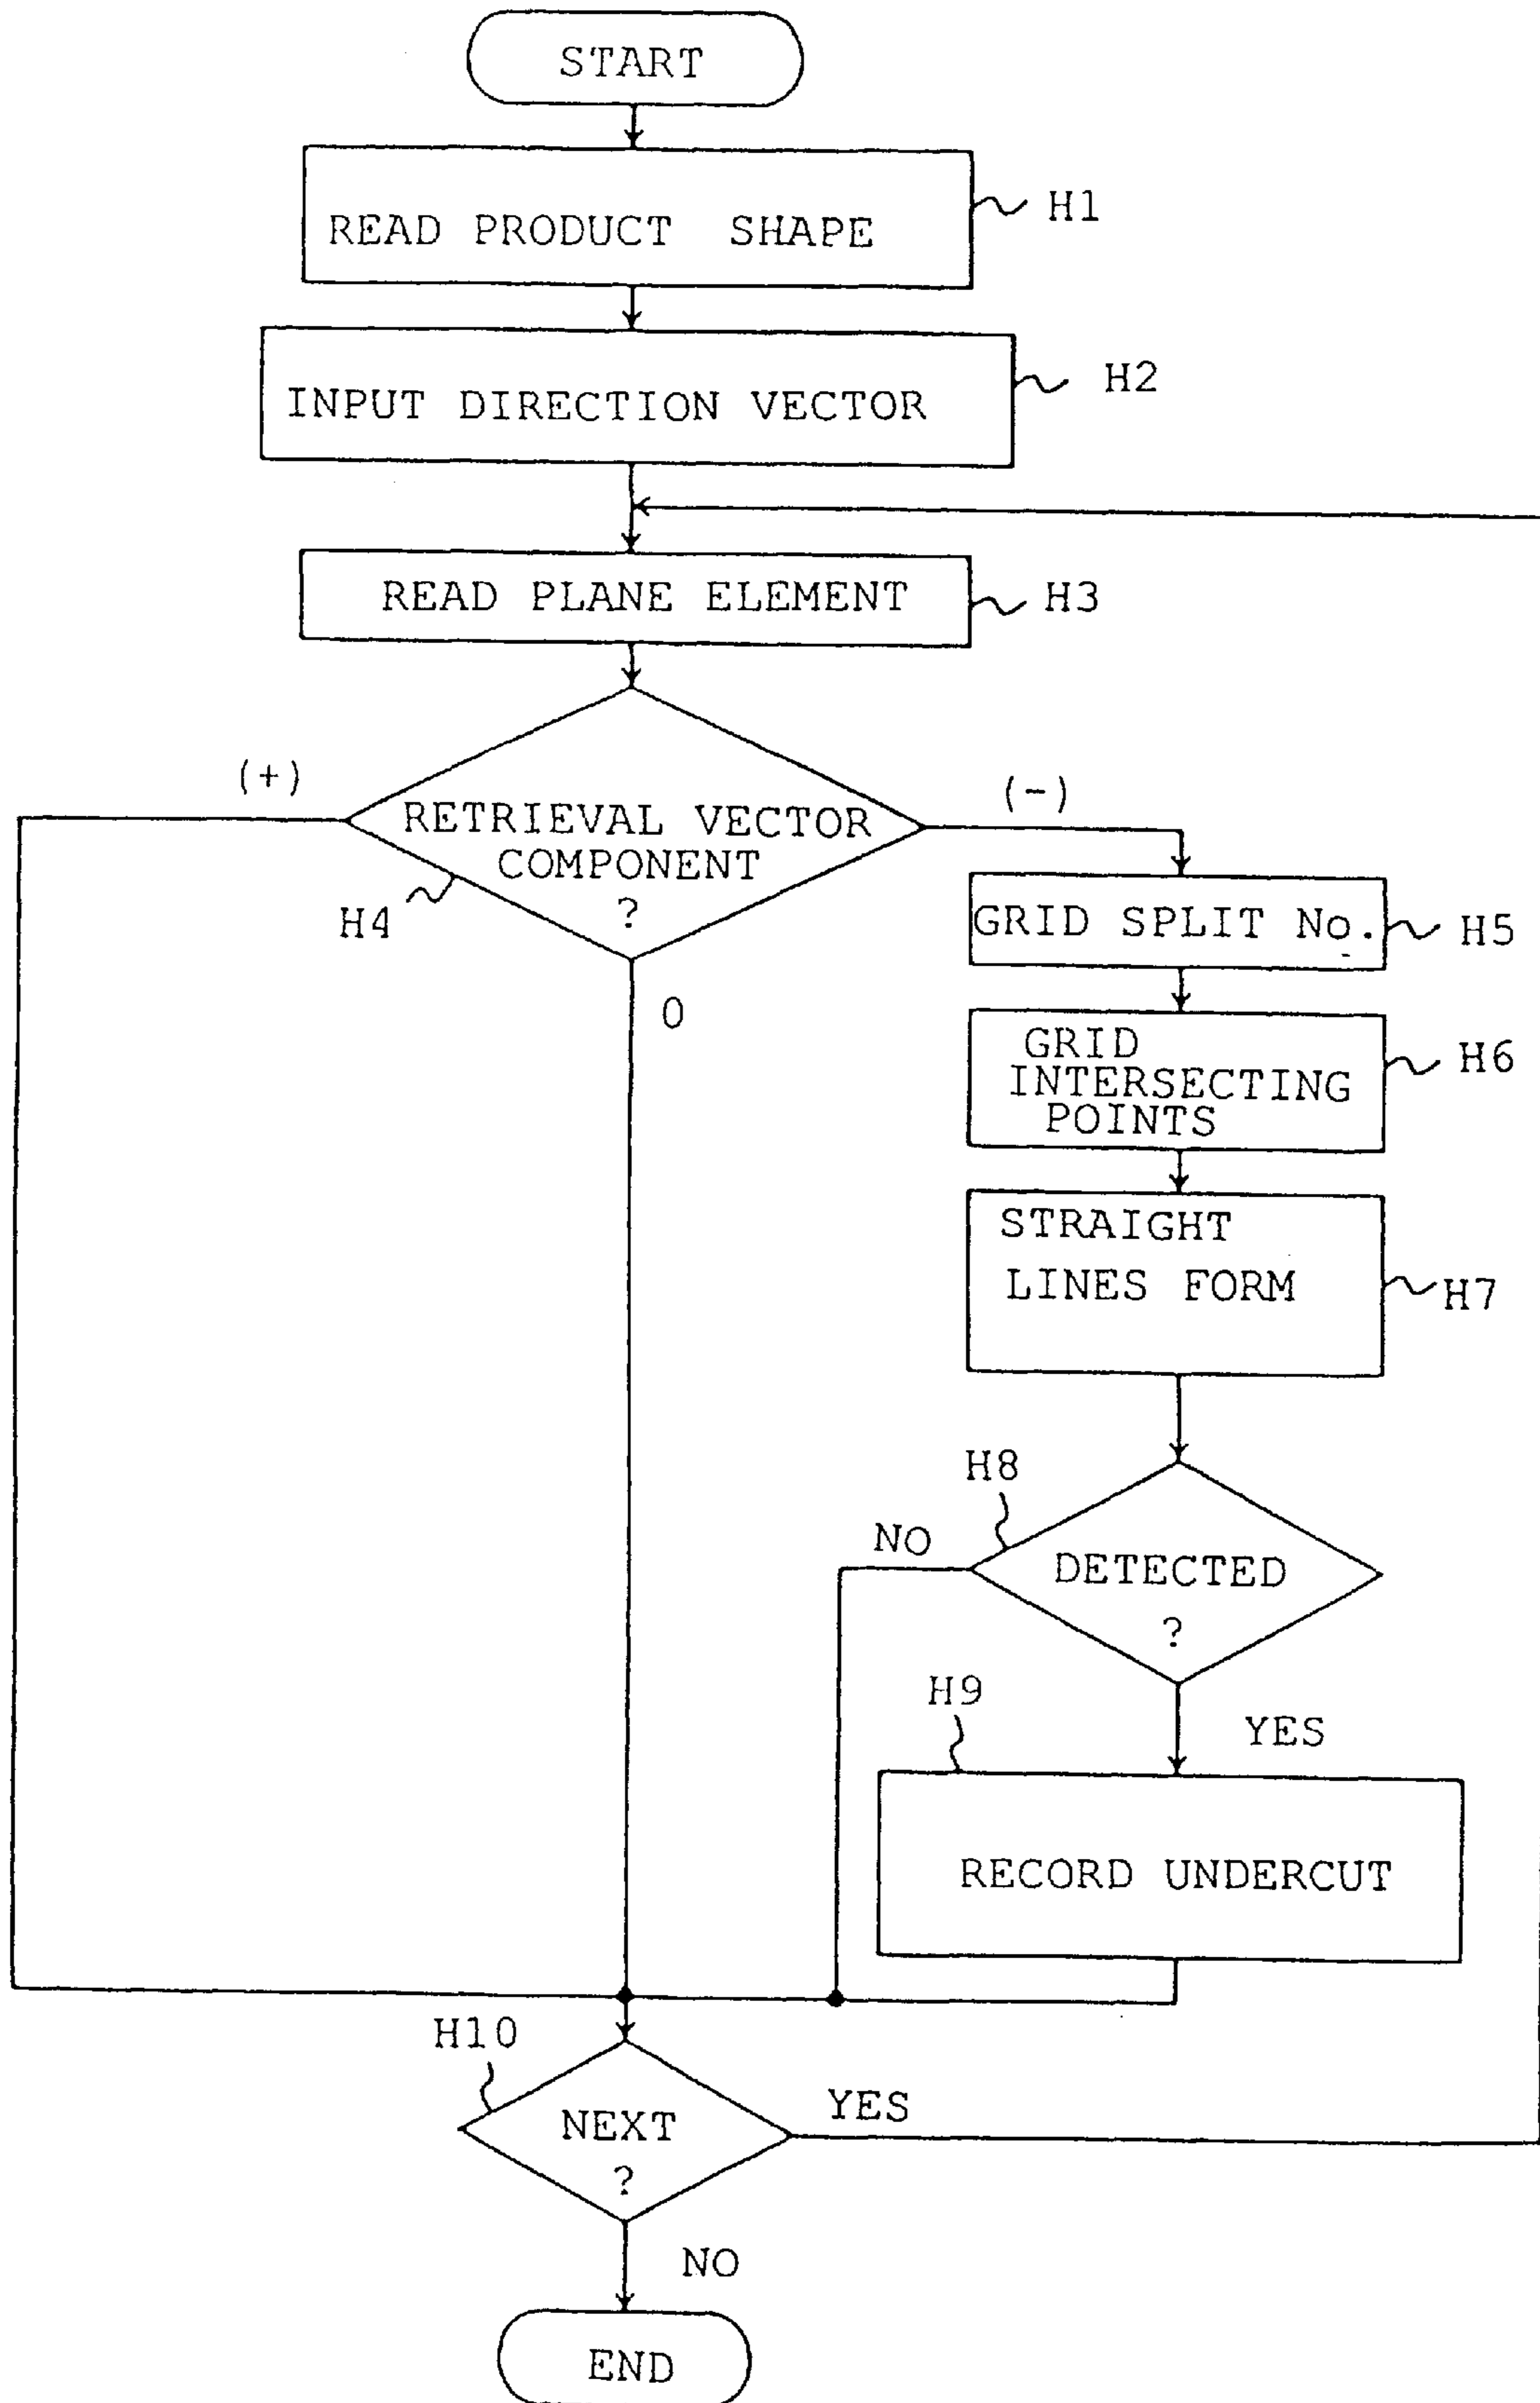 START
READ PRODUCT SHAPE
H1
INPUT DIRECTION VECTOR
H2
READ PLANE ELEMENT
H3
(+)
(-)
RETRIEVAL VECTOR
COMPONENT
?
H4
0
GRID SPLIT No.
H5
GRID
INTERSECTING
POINTS
H6
STRAIGHT
LINES FORM
H7
H8
NO
DETECTED
?
YES
H9
RECORD UNDERCUT
H10
NEXT
?
YES
NO
END